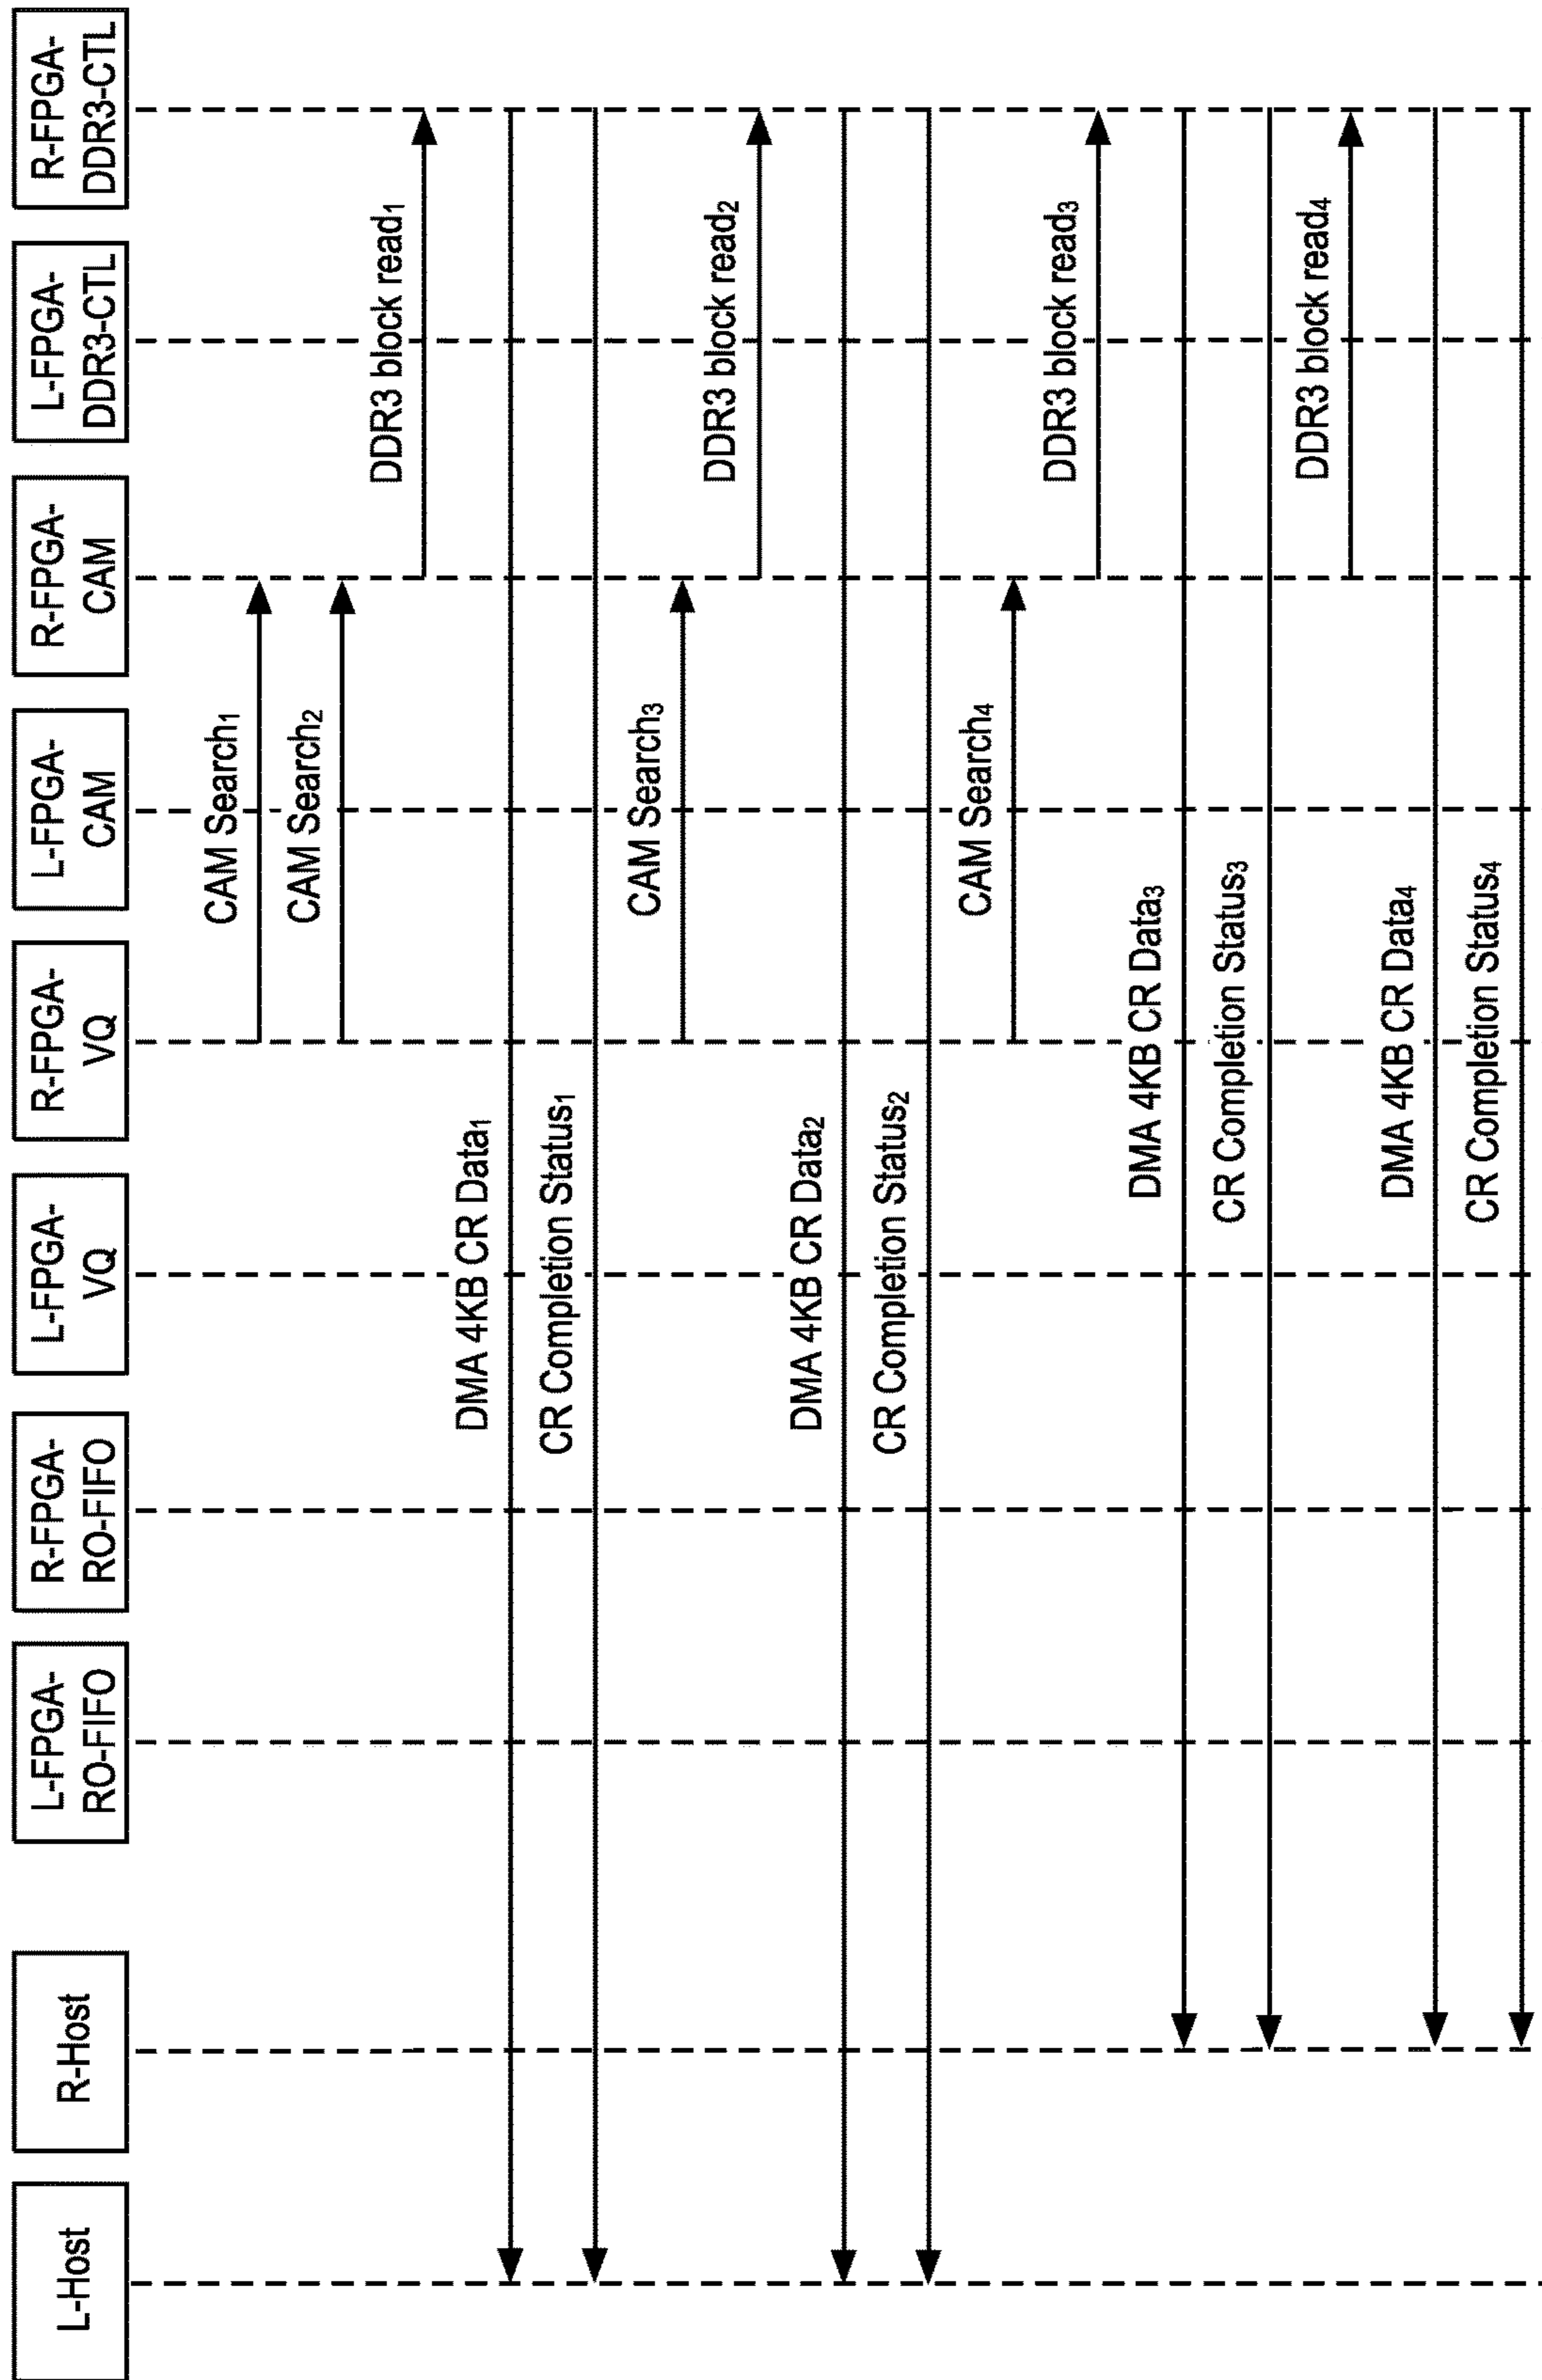 L-Host
R-Host
L-FPGA-
RO-FIFO
R-FPGA-
RO-FIFO
L-FPGA-
VQ
R-FPGA-
VQ
L-FPGA-
CAM
R-FPGA-
CAM
L-FPGA-
DDR3-CTL
R-FPGA-
DDR3-CTL
CAM Search₁
CAM Search₂
DDR3 block read₁
DMA 4KB CR Data₁
CR Completion Status₁
CAM Search₃
DDR3 block read₂
DMA 4KB CR Data₂
CR Completion Status₂
CAM Search₄
DDR3 block read₃
DMA 4KB CR Data₃
CR Completion Status₃
DDR3 block read₄
DMA 4KB CR Data₄
CR Completion Status₄